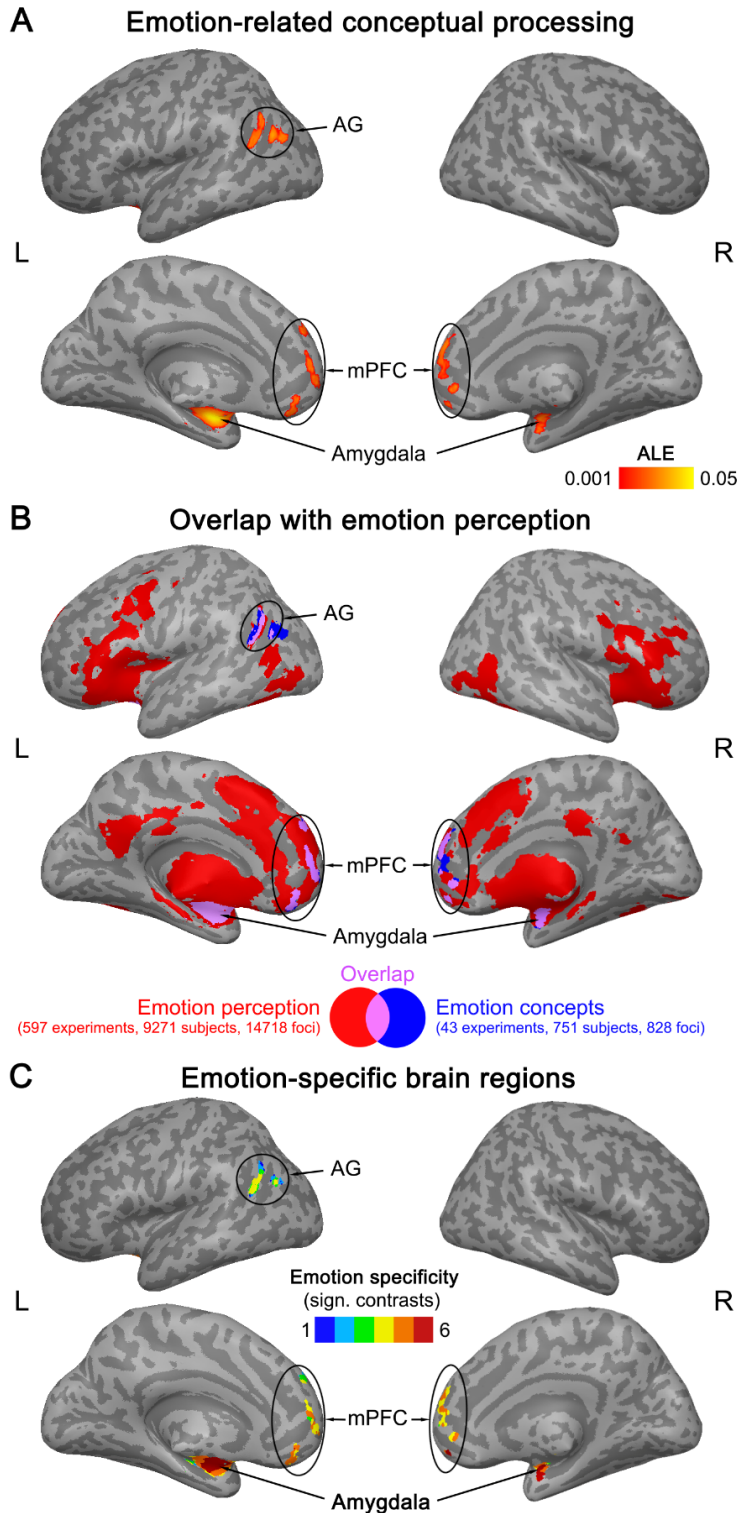 A Emotion-related conceptual processing
AG
L R
mPFC
Amygdala
ALE
0.001 0.05
B Overlap with emotion perception
AG
L R
mPFC
Amygdala
Overlap
Emotion perception Emotion concepts
(597 experiments, 9271 subjects, 14718 foci) (43 experiments, 751 subjects, 828 foci)
C Emotion-specific brain regions
AG
Emotion specificity
L R
(sign. contrasts)
1 6
mPFC
Amygdala